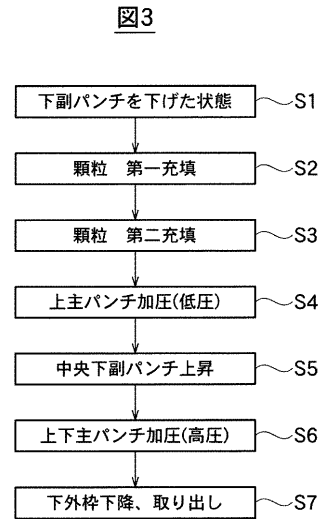 図3
下副パンチを下げた状態 S1
顆粒 第一充填 S2
顆粒 第二充填 S3
上主パンチ加圧(低圧) S4
中央下副パンチ上昇 S5
上下主パンチ加圧(高圧) S6
下外枠下降、取り出し S7